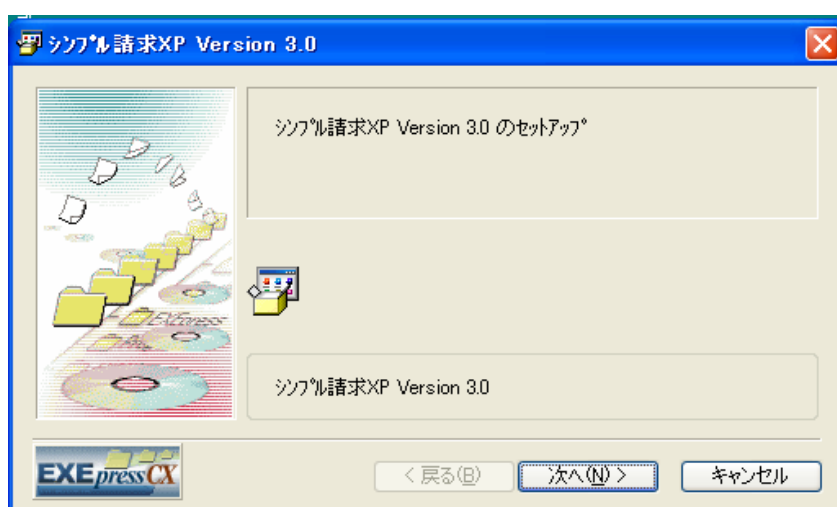 シンプル請求XP Version 3.0
シンプル請求XP Version 3.0 のセットアップ
EXEpress
シンプル請求XP Version 3.0
EXEpressCX
< 戻る(B)
次へ(N) >
キャンセル